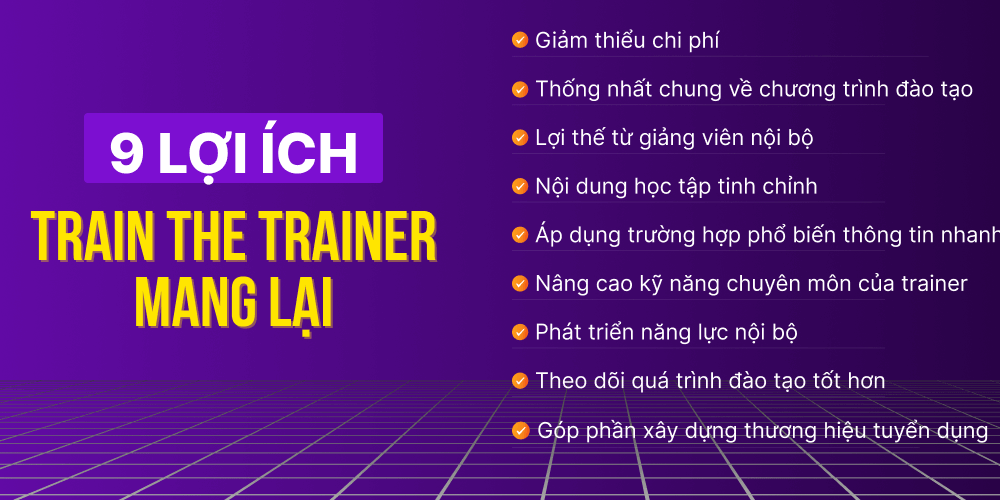 9 LỢI ÍCH
TRAIN THE TRAINER
MANG LẠI
Giảm thiểu chi phí
Thống nhất chung về chương trình đào tạo
Lợi thế từ giảng viên nội bộ
Nội dung học tập tinh chỉnh
Áp dụng trường hợp phổ biến thông tin nhanh
Nâng cao kỹ năng chuyên môn của trainer
Phát triển năng lực nội bộ
Theo dõi quá trình đào tạo tốt hơn
Góp phần xây dựng thương hiệu tuyển dụng